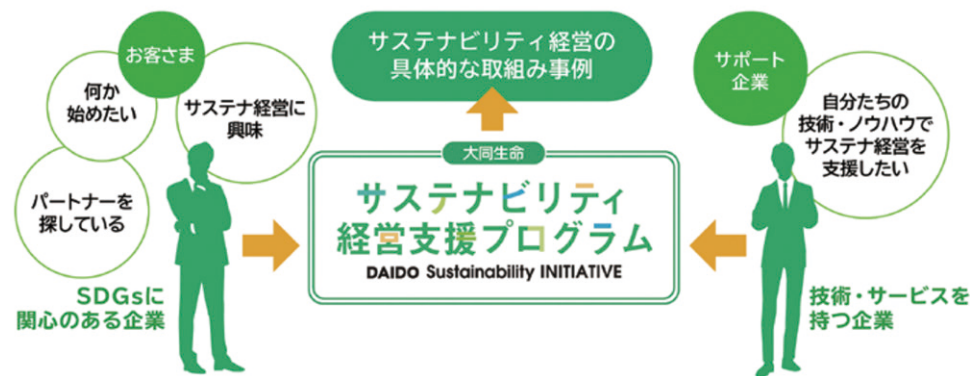 お客さま
何か
始めたい
サステナ経営に
興味
パートナーを
探している
SDGsに
関心のある企業
サステナビリティ経営の
具体的な取組み事例
大同生命
サステナビリティ
経営支援プログラム
DAIDO Sustainability INITIATIVE
サポート
企業
自分たちの
技術・ノウハウで
サステナ経営を
支援したい
技術・サービスを
持つ企業